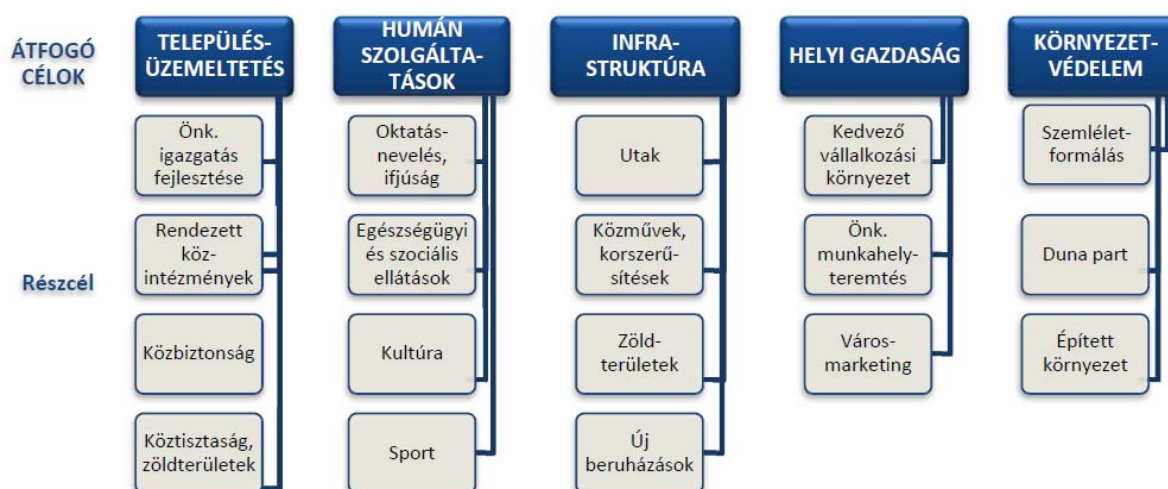 ÁTFOGÓ
CÉLOK
TELEPÜLÉS-
ÜZEMELTETÉS
HUMÁN
SZOLGÁLTA-
TÁSOK
INFRA-
STRUKTÚRA
HELYI GAZDASÁG
KÖRNYEZET-
VÉDELEM
Részcél
Önk.
igazgatás
fejlesztése
Rendezett
köz-
intézmények
Közbiztonság
Köztisztaság,
zöldterületek
Oktatás-
nevelés,
ifjúság
Egészségügyi
és szociális
ellátások
Kultúra
Sport
Utak
Közművek,
korszerű-
sítések
Zöld-
területek
Új
beruházások
Kedvező
vállalkozási
környezet
Önk.
munkahely-
teremtés
Város-
marketing
Szemlélet-
formálás
Duna part
Épített
környezet